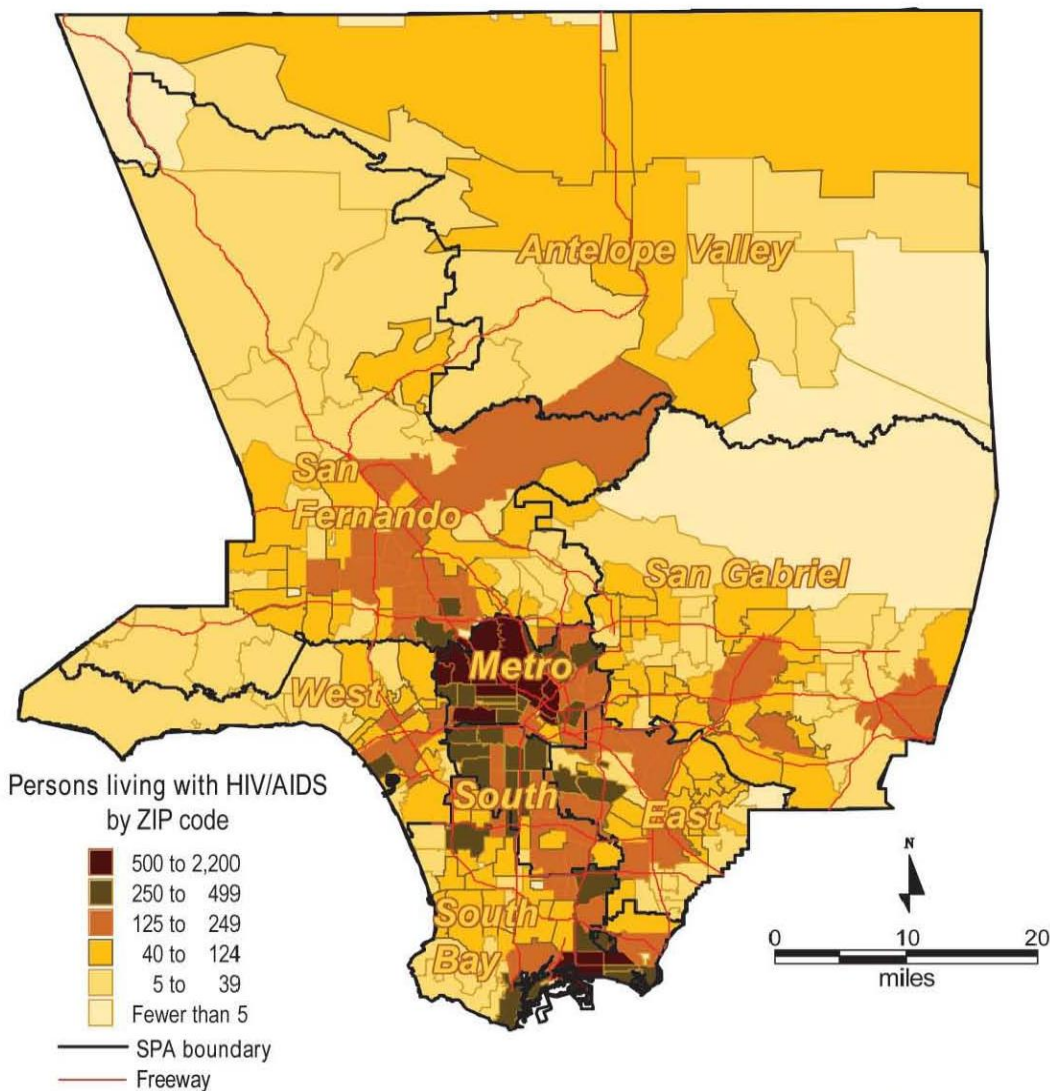 Antelope Valley
San
Fernando
San Gabriel
Metro
West
South
East
South
Bay
Persons living with HIV/AIDS
by ZIP code
500 to 2,200
250 to 499
125 to 249
40 to 124
5 to 39
Fewer than 5
SPA boundary
Freeway
N
0 10 20
miles